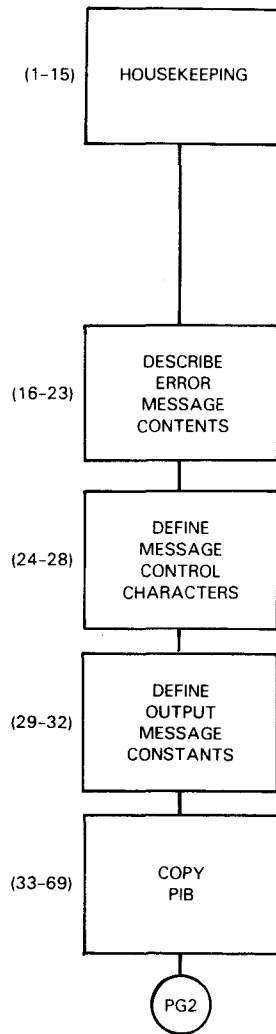 (1-15)
HOUSEKEEPING
(16-23)
DESCRIBE
ERROR
MESSAGE
CONTENTS
(24-28)
DEFINE
MESSAGE
CONTROL
CHARACTERS
(29-32)
DEFINE
OUTPUT
MESSAGE
CONSTANTS
(33-69)
COPY
PIB
PG2